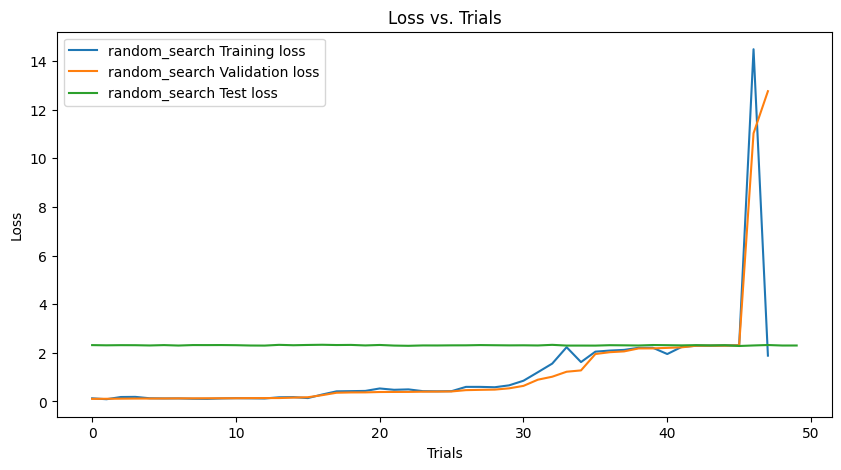 Loss vs. Trials
random_search Training loss
random_search Validation loss
random_search Test loss
Loss
14
12
10
8
6
4
2
0
0 10 20 30 40 50
Trials